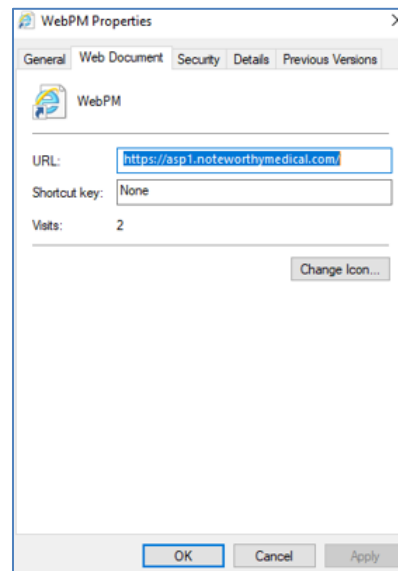 WebPM Properties
General Web Document Security Details Previous Versions
WebPM
URL: https://asp1.noteworthymedical.com/
Shortcut key: None
Visits: 2
Change Icon...
OK Cancel Apply